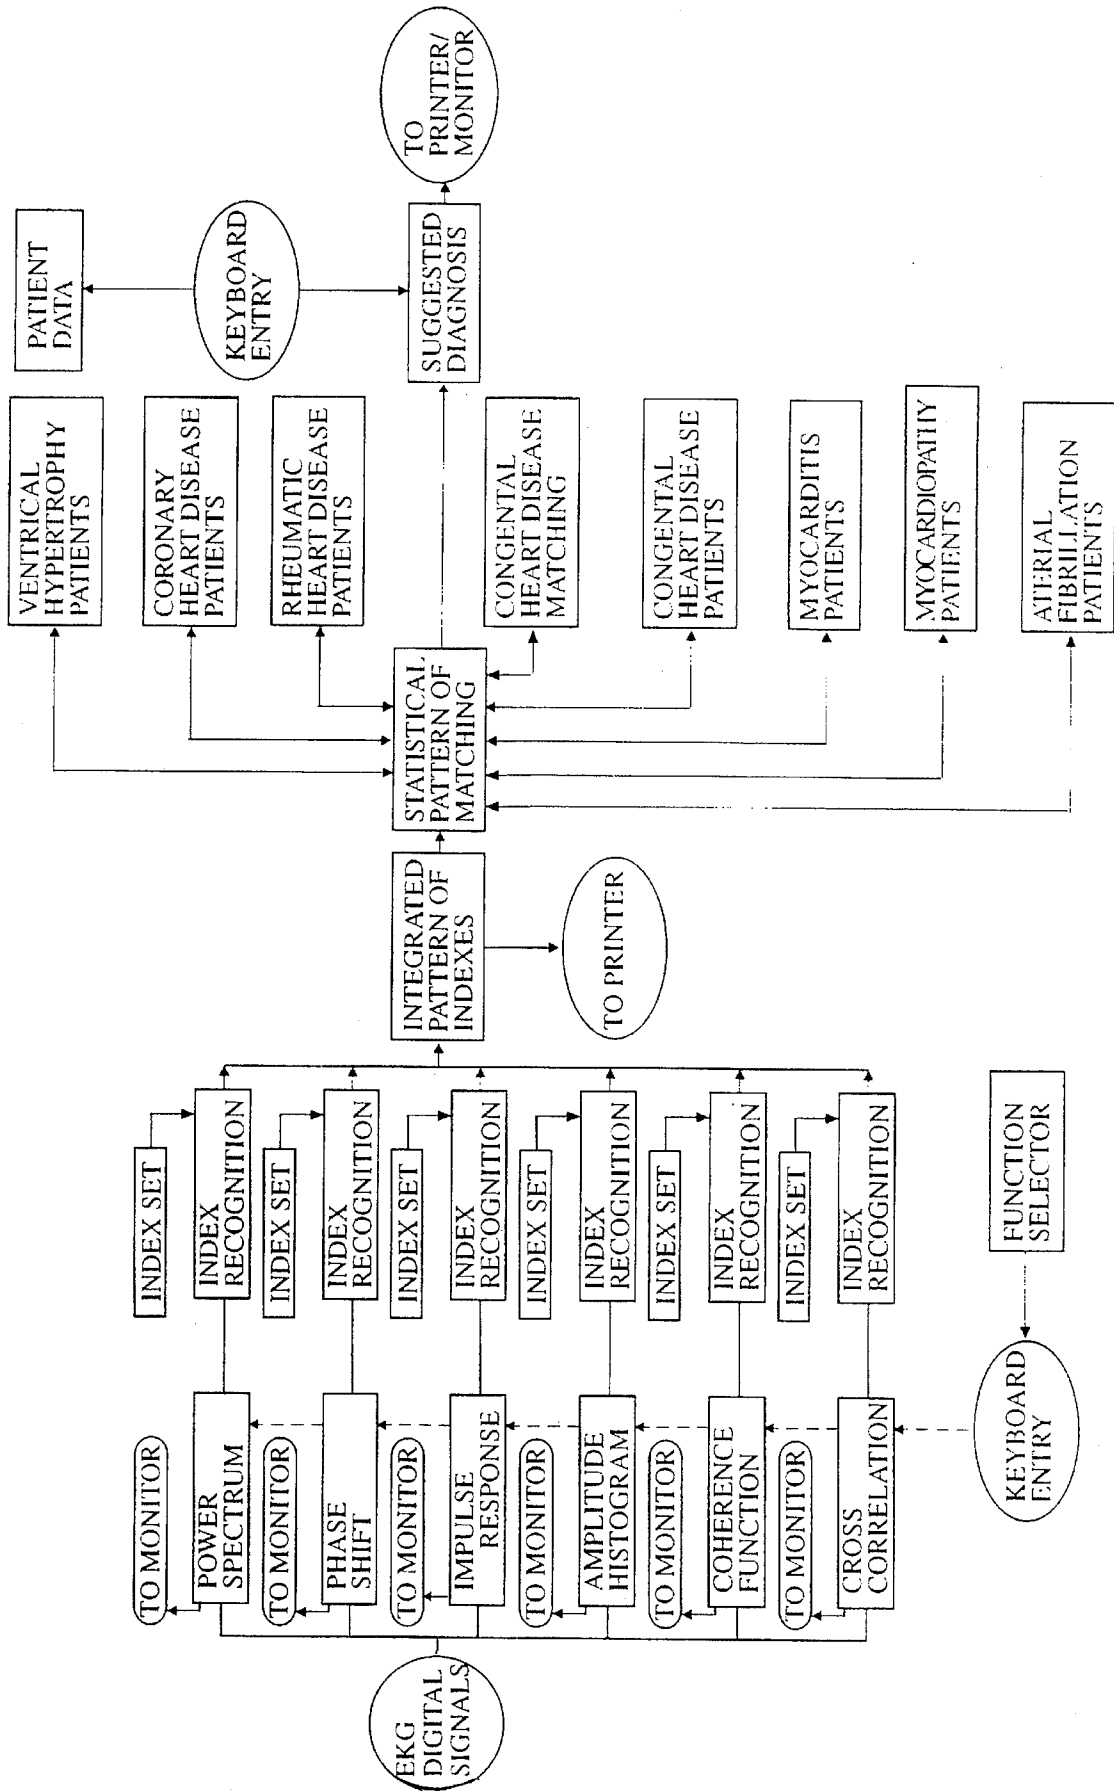 EKG
DIGITAL
SIGNALS
TO MONITOR
POWER
SPECTRUM
TO MONITOR
PHASE
SHIFT
TO MONITOR
IMPULSE
RESPONSE
TO MONITOR
AMPLITUDE
HISTOGRAM
TO MONITOR
COHERENCE
FUNCTION
TO MONITOR
CROSS
CORRELATION
KEYBOARD
ENTRY
INDEX SET
INDEX
RECOGNITION
INDEX SET
INDEX
RECOGNITION
INDEX SET
INDEX
RECOGNITION
INDEX SET
INDEX
RECOGNITION
INDEX SET
INDEX
RECOGNITION
INDEX SET
INDEX
RECOGNITION
FUNCTION
SELECTOR
INTEGRATED
PATTERN OF
INDEXES
TO PRINTER
STATISTICAL
PATTERN OF
MATCHING
VENTRICAL
HYPERTROPHY
PATIENTS
CORONARY
HEART DISEASE
PATIENTS
RHEUMATIC
HEART DISEASE
PATIENTS
CONGENTAL
HEART DISEASE
MATCHING
CONGENTAL
HEART DISEASE
PATIENTS
MYOCARDITIS
PATIENTS
MYOCARDIOPATHY
PATIENTS
ATERIAL
FIBRILLATION
PATIENTS
PATIENT
DATA
KEYBOARD
ENTRY
SUGGESTED
DIAGNOSIS
TO
PRINTER/
MONITOR